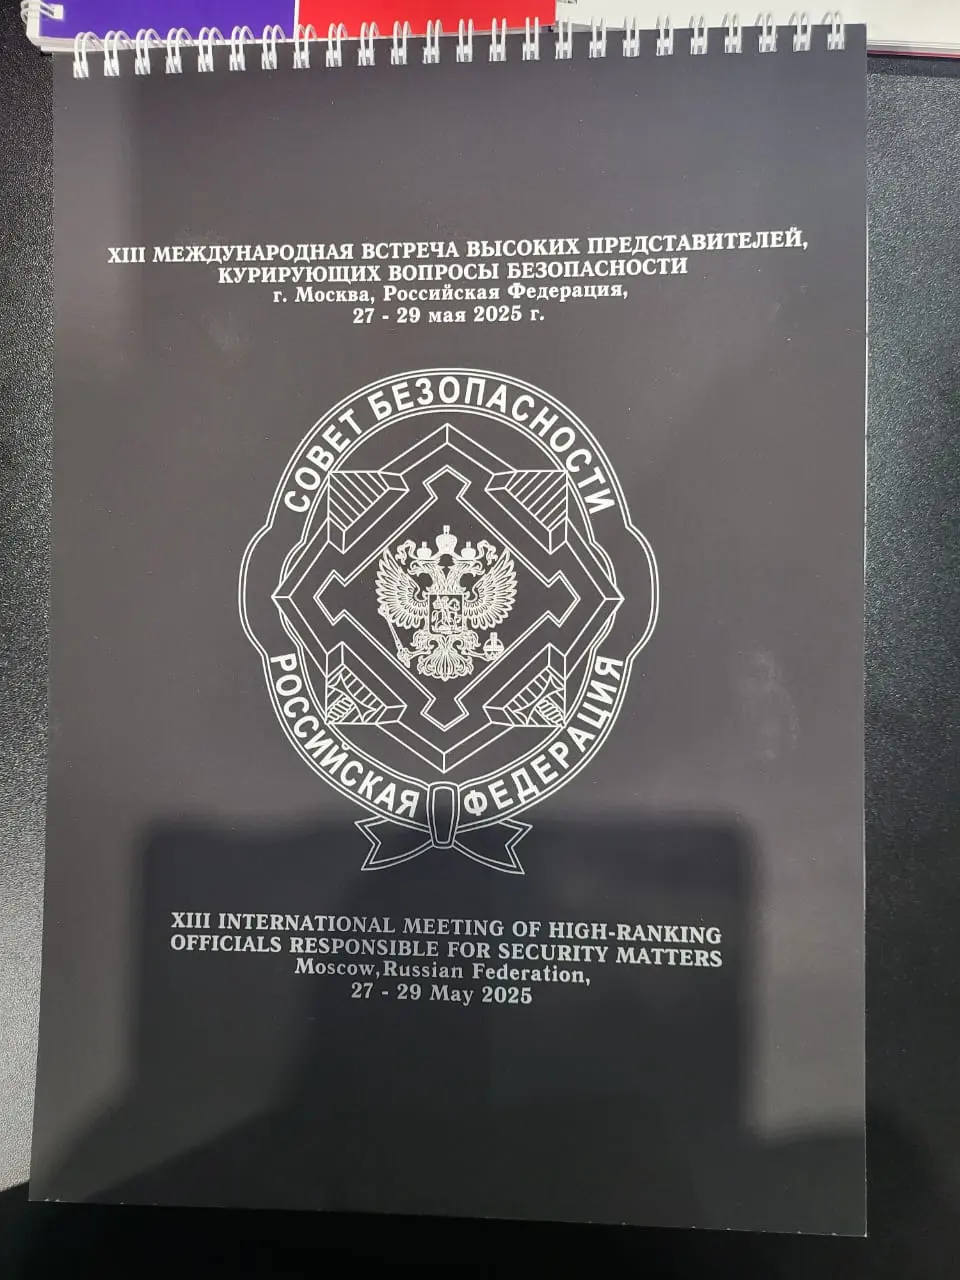 XIII МЕЖДУНАРОДНАЯ ВСТРЕЧА ВЫСОКИХ ПРЕДСТАВИТЕЛЕЙ,
КУРИРУЮЩИХ ВОПРОСЫ БЕЗОПАСНОСТИ
г. Москва, Российская Федерация,
27 - 29 мая 2025 г.
СОВЕТ БЕЗОПАСНОСТИ
РОССИЙСКАЯ ФЕДЕРАЦИЯ
XIII INTERNATIONAL MEETING OF HIGH-RANKING
OFFICIALS RESPONSIBLE FOR SECURITY MATTERS
Moscow, Russian Federation,
27 - 29 May 2025